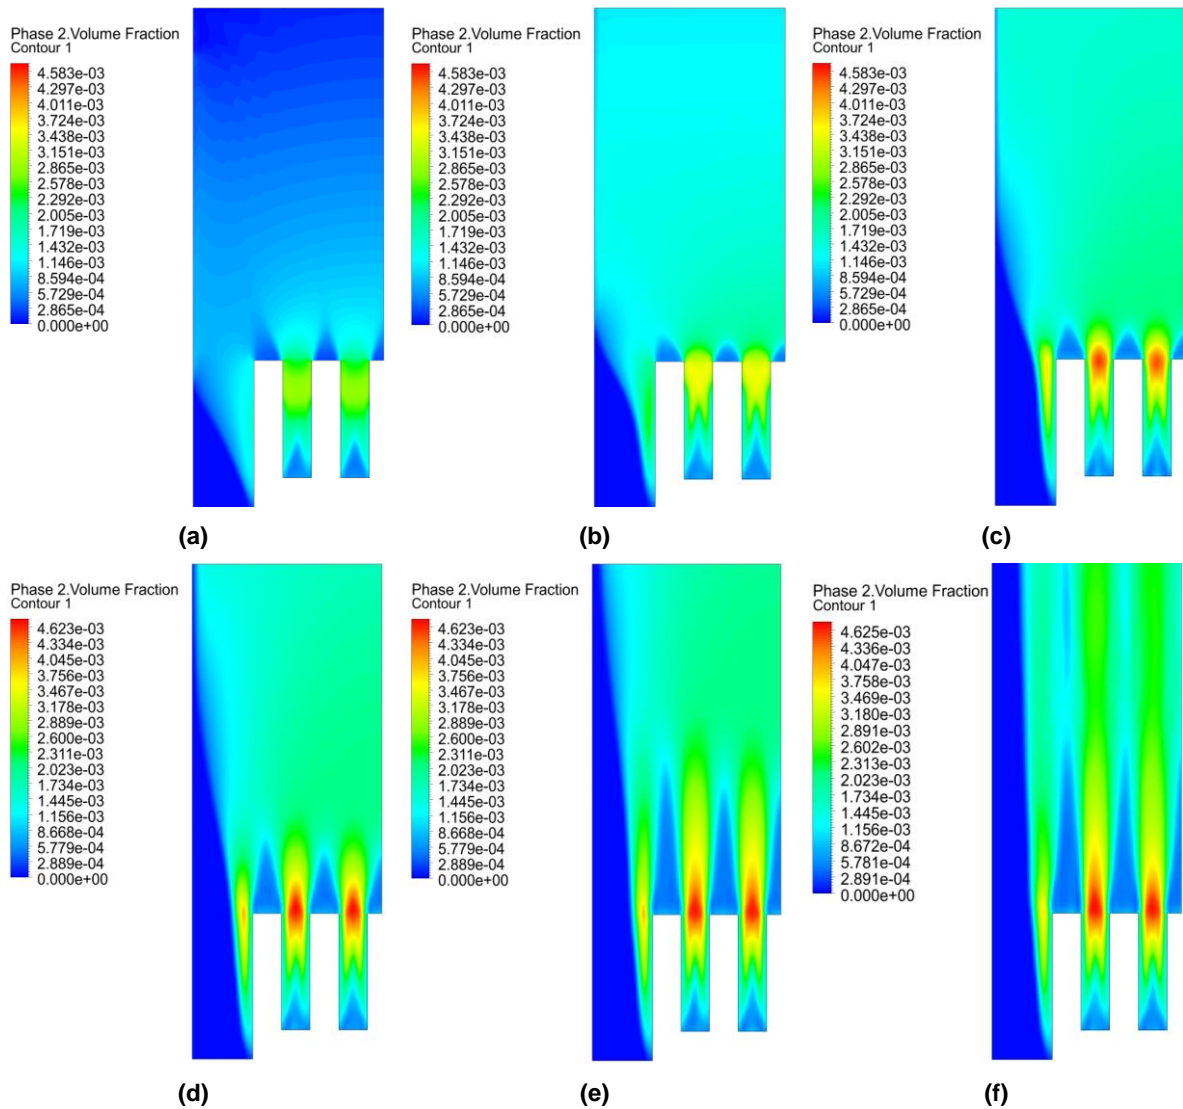 Phase 2.Volume Fraction
Contour 1
4.583e-03
4.297e-03
4.011e-03
3.724e-03
3.438e-03
3.151e-03
2.865e-03
2.578e-03
2.292e-03
2.005e-03
1.719e-03
1.432e-03
1.146e-03
8.594e-04
5.729e-04
2.865e-04
0.000e+00
(a)
Phase 2.Volume Fraction
Contour 1
4.583e-03
4.297e-03
4.011e-03
3.724e-03
3.438e-03
3.151e-03
2.865e-03
2.578e-03
2.292e-03
2.005e-03
1.719e-03
1.432e-03
1.146e-03
8.594e-04
5.729e-04
2.865e-04
0.000e+00
(b)
Phase 2.Volume Fraction
Contour 1
4.583e-03
4.297e-03
4.011e-03
3.724e-03
3.438e-03
3.151e-03
2.865e-03
2.578e-03
2.292e-03
2.005e-03
1.719e-03
1.432e-03
1.146e-03
8.594e-04
5.729e-04
2.865e-04
0.000e+00
(c)
Phase 2.Volume Fraction
Contour 1
4.623e-03
4.334e-03
4.045e-03
3.756e-03
3.467e-03
3.178e-03
2.889e-03
2.600e-03
2.311e-03
2.023e-03
1.734e-03
1.445e-03
1.156e-03
8.668e-04
5.779e-04
2.889e-04
0.000e+00
(d)
Phase 2.Volume Fraction
Contour 1
4.623e-03
4.334e-03
4.045e-03
3.756e-03
3.467e-03
3.178e-03
2.889e-03
2.600e-03
2.311e-03
2.023e-03
1.734e-03
1.445e-03
1.156e-03
8.668e-04
5.779e-04
2.889e-04
0.000e+00
(e)
Phase 2.Volume Fraction
Contour 1
4.625e-03
4.336e-03
4.047e-03
3.758e-03
3.469e-03
3.180e-03
2.891e-03
2.602e-03
2.313e-03
2.023e-03
1.734e-03
1.445e-03
1.156e-03
8.672e-04
5.781e-04
2.891e-04
0.000e+00
(f)